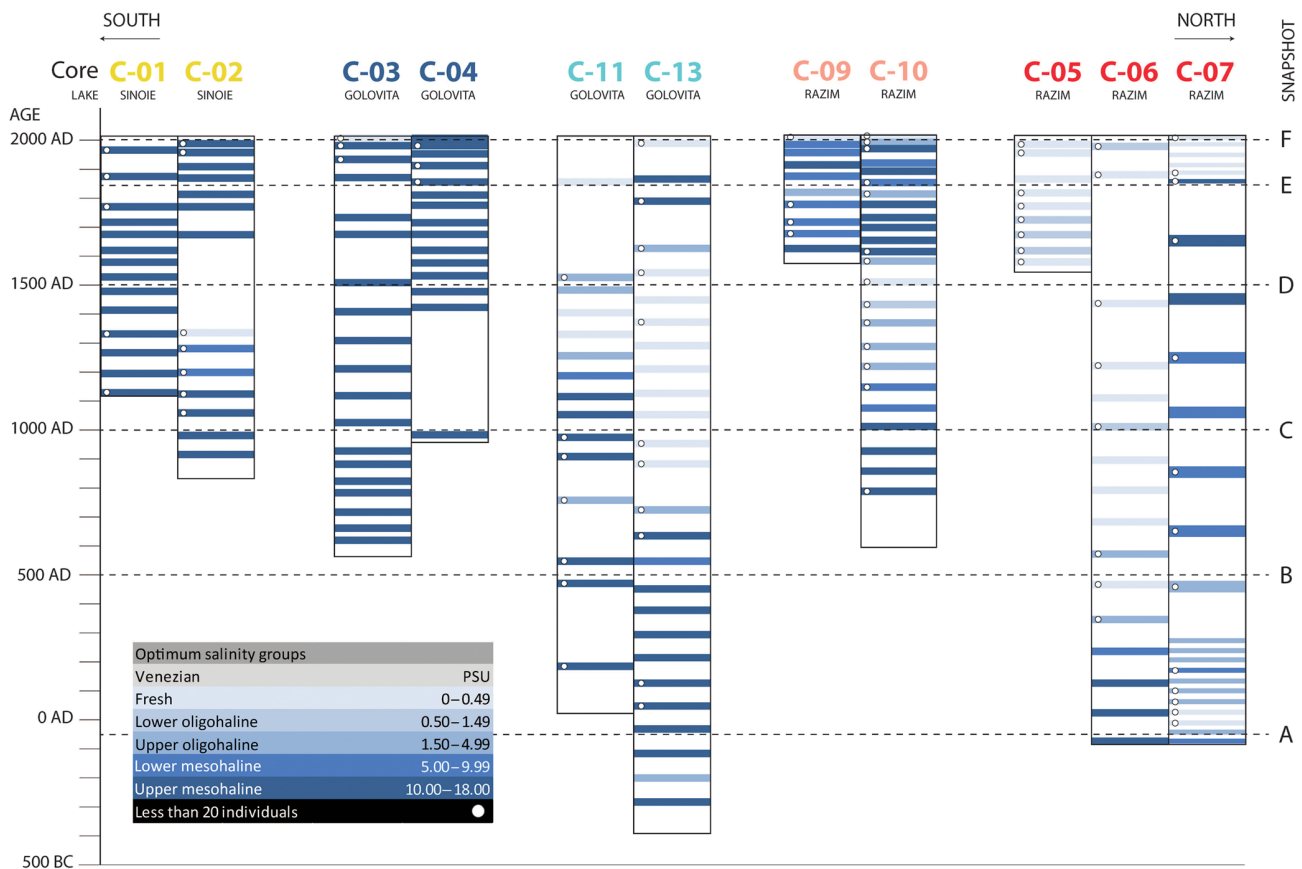 SOUTH
NORTH
SNAPSHOT
Core C-01 C-02 C-03 C-04 C-11 C-13 C-09 C-10 C-05 C-06 C-07
LAKE SINOIE SINOIE GOLOVITA GOLOVITA GOLOVITA GOLOVITA RAZIM RAZIM RAZIM RAZIM RAZIM
AGE
2000 AD F
E
1500 AD D
1000 AD C
500 AD B
0 AD
A
500 BC
Optimum salinity groups
Venezian PSU
Fresh 0–0.49
Lower oligohaline 0.50–1.49
Upper oligohaline 1.50–4.99
Lower mesohaline 5.00–9.99
Upper mesohaline 10.00–18.00
Less than 20 individuals